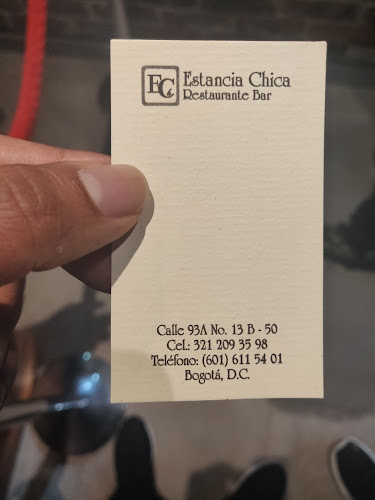 EC Estancia Chica
Restaurante Bar
Calle 93A No. 13 B - 50
Cel.: 321 209 35 98
Teléfono: (601) 611 54 01
Bogotá, D.C.